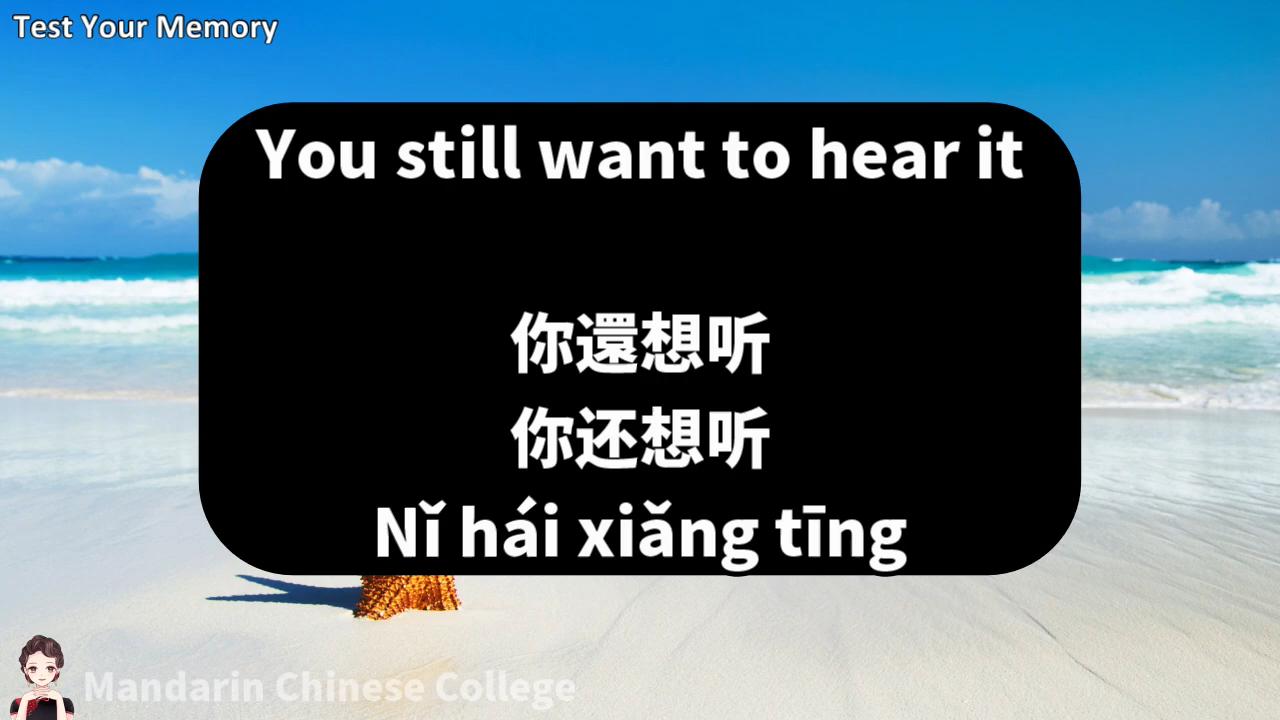 Test Your Memory
You still want to hear it
你還想听
你还想听
Nǐ hái xiǎng tīng
Mandarin Chinese College